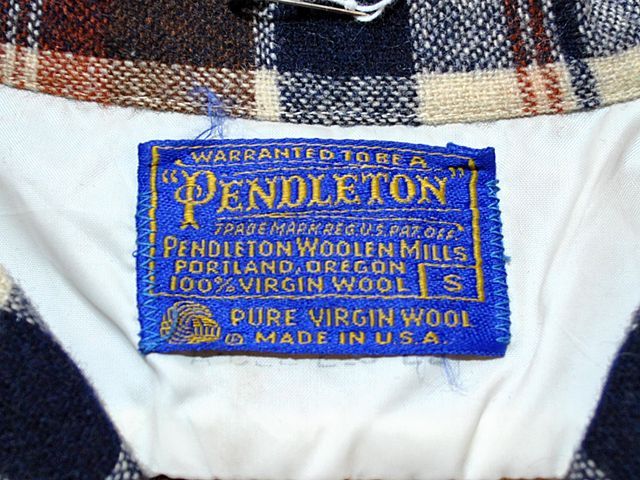 WARRANTED TO BE A
"PENDLETON"
TRADE MARK REG. U.S. PAT. OFF.
PENDLETON WOOLEN MILLS
PORTLAND, OREGON
100% VIRGIN WOOL S
PURE VIRGIN WOOL
MADE IN U.S.A.